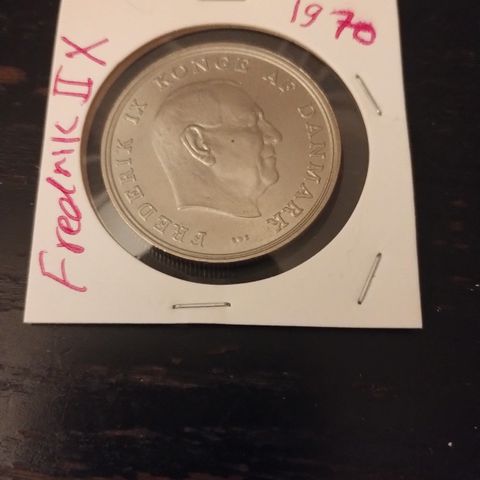 1970
Fredrik IIX
FREDERIK IX KONGE AF DANMARK